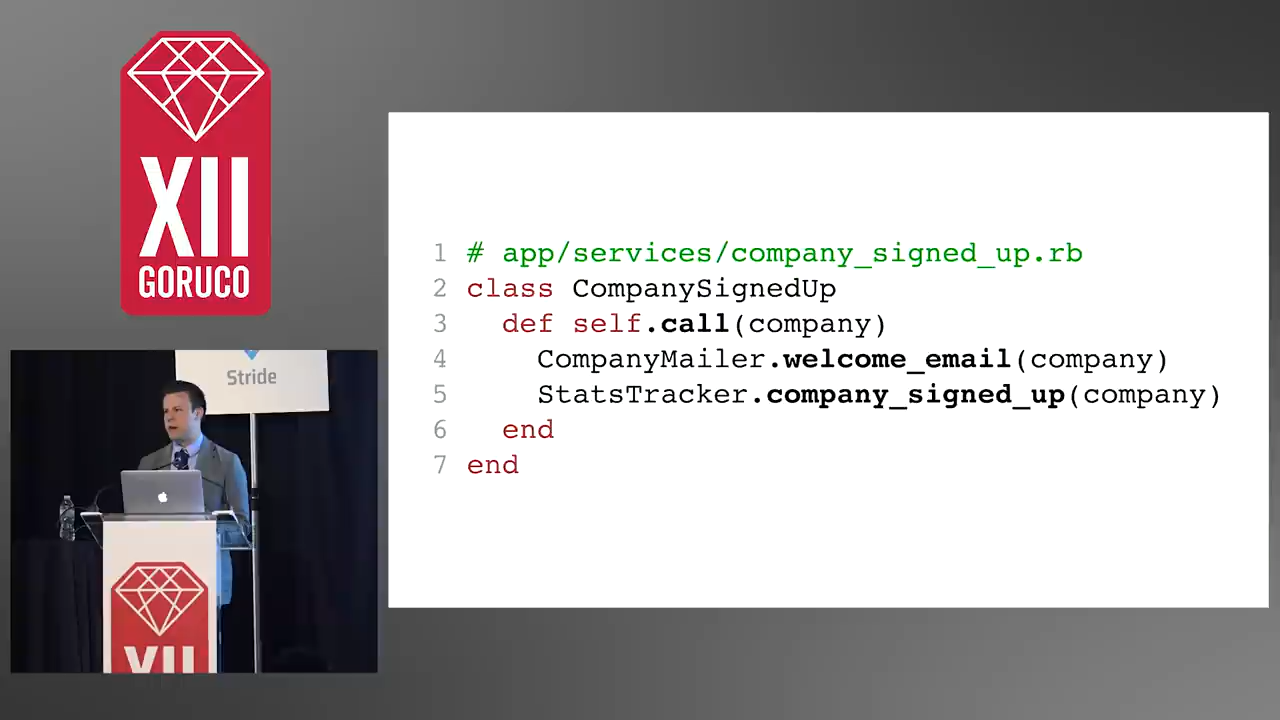 XII
GORUCO
Stride
XII
1 # app/services/company_signed_up.rb
2 class CompanySignedUp
3   def self.call(company)
4     CompanyMailer.welcome_email(company)
5     StatsTracker.company_signed_up(company)
6   end
7 end